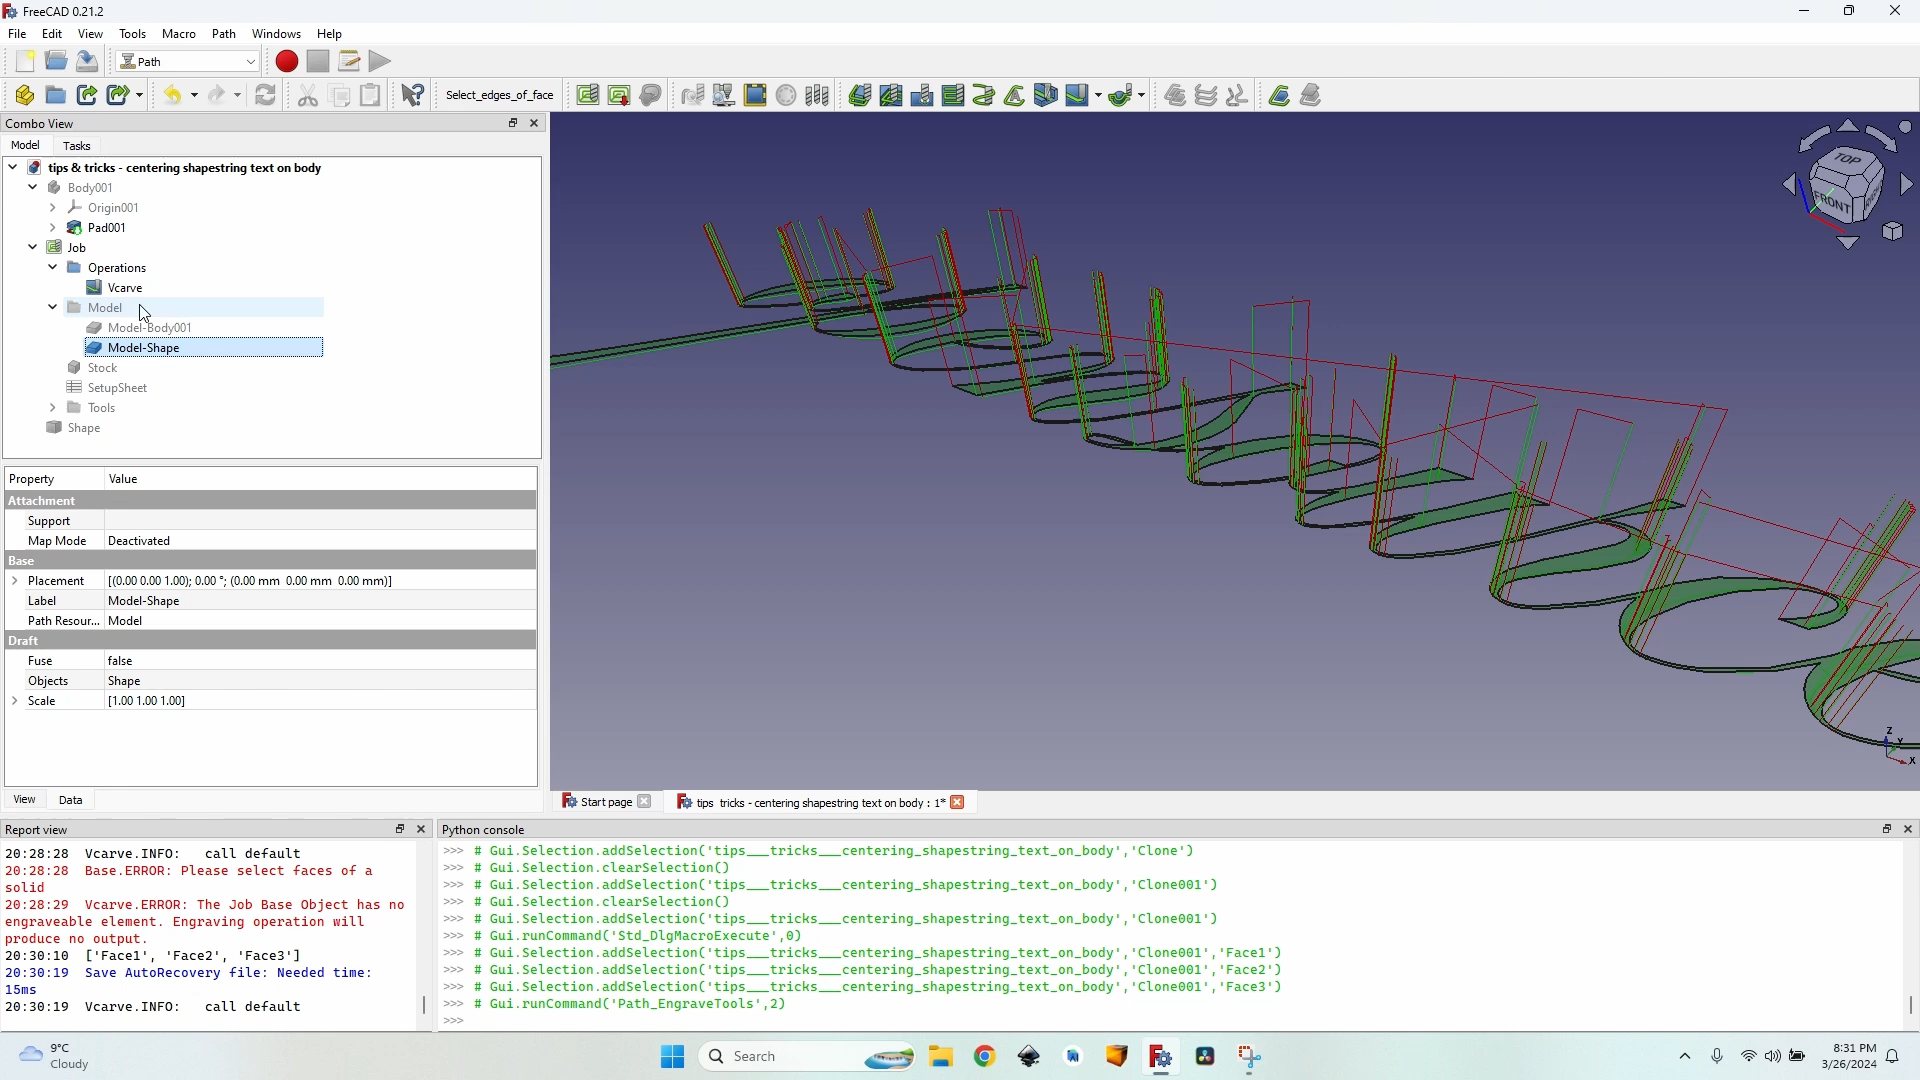 FreeCAD 0.21.2
File Edit View Tools Macro Path Windows Help
Path
Select_edges_of_face
Combo View
Model Tasks
tips & tricks - centering shapestring text on body
Body001
Origin001
Pad001
Job
Operations
Vcarve
Model
Model-Body001
Model-Shape
Stock
SetupSheet
Tools
Shape
Property Value
Attachment
Support
Map Mode Deactivated
Base
Placement [(0.00 0.00 1.00); 0.00 °; (0.00 mm 0.00 mm 0.00 mm)]
Label Model-Shape
Path Resour... Model
Draft
Fuse false
Objects Shape
Scale [1.00 1.00 1.00]
View Data
TOP
FRONT
RIGHT
Z
Y
X
Start page
tips tricks - centering shapestring text on body : 1*
Report view
20:28:28 Vcarve.INFO: call default
20:28:28 Base.ERROR: Please select faces of a
solid
20:28:29 Vcarve.ERROR: The Job Base Object has no
engraveable element. Engraving operation will
produce no output.
20:30:10 ['Face1', 'Face2', 'Face3']
20:30:19 Save AutoRecovery file: Needed time:
15ms
20:30:19 Vcarve.INFO: call default
Python console
>>> # Gui.Selection.addSelection('tips___tricks___centering_shapestring_text_on_body','Clone')
>>> # Gui.Selection.clearSelection()
>>> # Gui.Selection.addSelection('tips___tricks___centering_shapestring_text_on_body','Clone001')
>>> # Gui.Selection.clearSelection()
>>> # Gui.Selection.addSelection('tips___tricks___centering_shapestring_text_on_body','Clone001')
>>> # Gui.runCommand('Std_DlgMacroExecute',0)
>>> # Gui.Selection.addSelection('tips___tricks___centering_shapestring_text_on_body','Clone001','Face1')
>>> # Gui.Selection.addSelection('tips___tricks___centering_shapestring_text_on_body','Clone001','Face2')
>>> # Gui.Selection.addSelection('tips___tricks___centering_shapestring_text_on_body','Clone001','Face3')
>>> # Gui.runCommand('Path_EngraveTools',2)
>>>
9°C
Cloudy
Search
8:31 PM
3/26/2024